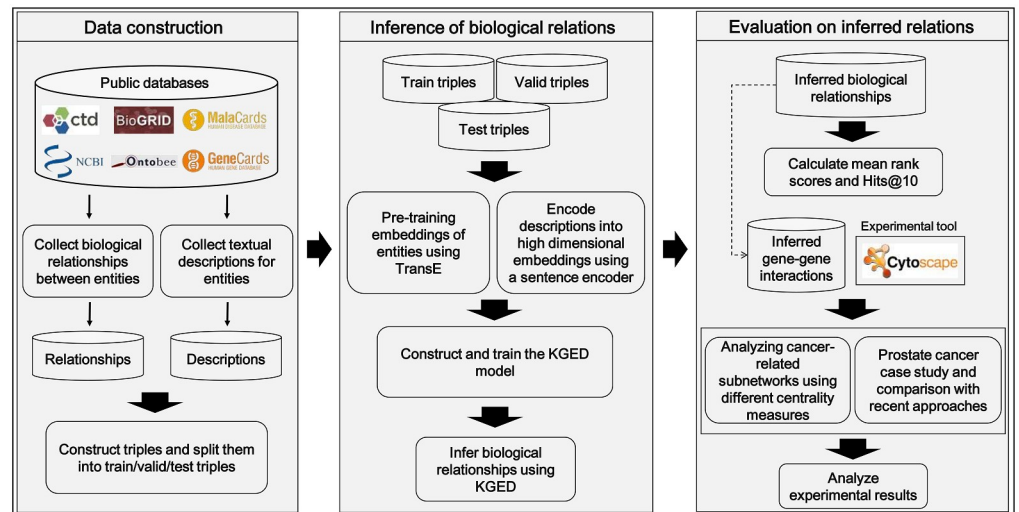 Data construction
Public databases
ctd
BioGRID
MalaCards
HUMAN DISEASE DATABASE
NCBI
Ontobee
GeneCards
HUMAN GENE DATABASE
Collect biological
relationships
between entities
Collect textual
descriptions for
entities
Relationships
Descriptions
Construct triples and split them
into train/valid/test triples
Inference of biological relations
Train triples
Valid triples
Test triples
Pre-training
embeddings of
entities using
TransE
Encode
descriptions into
high dimensional
embeddings using
a sentence encoder
Construct and train the KGED
model
Infer biological
relationships using
KGED
Evaluation on inferred relations
Inferred biological
relationships
Calculate mean rank
scores and Hits@10
Inferred
gene-gene
interactions
Experimental tool
Cytoscape
Analyzing cancer-
related
subnetworks using
different centrality
measures
Prostate cancer
case study and
comparison with
recent approaches
Analyze
experimental results